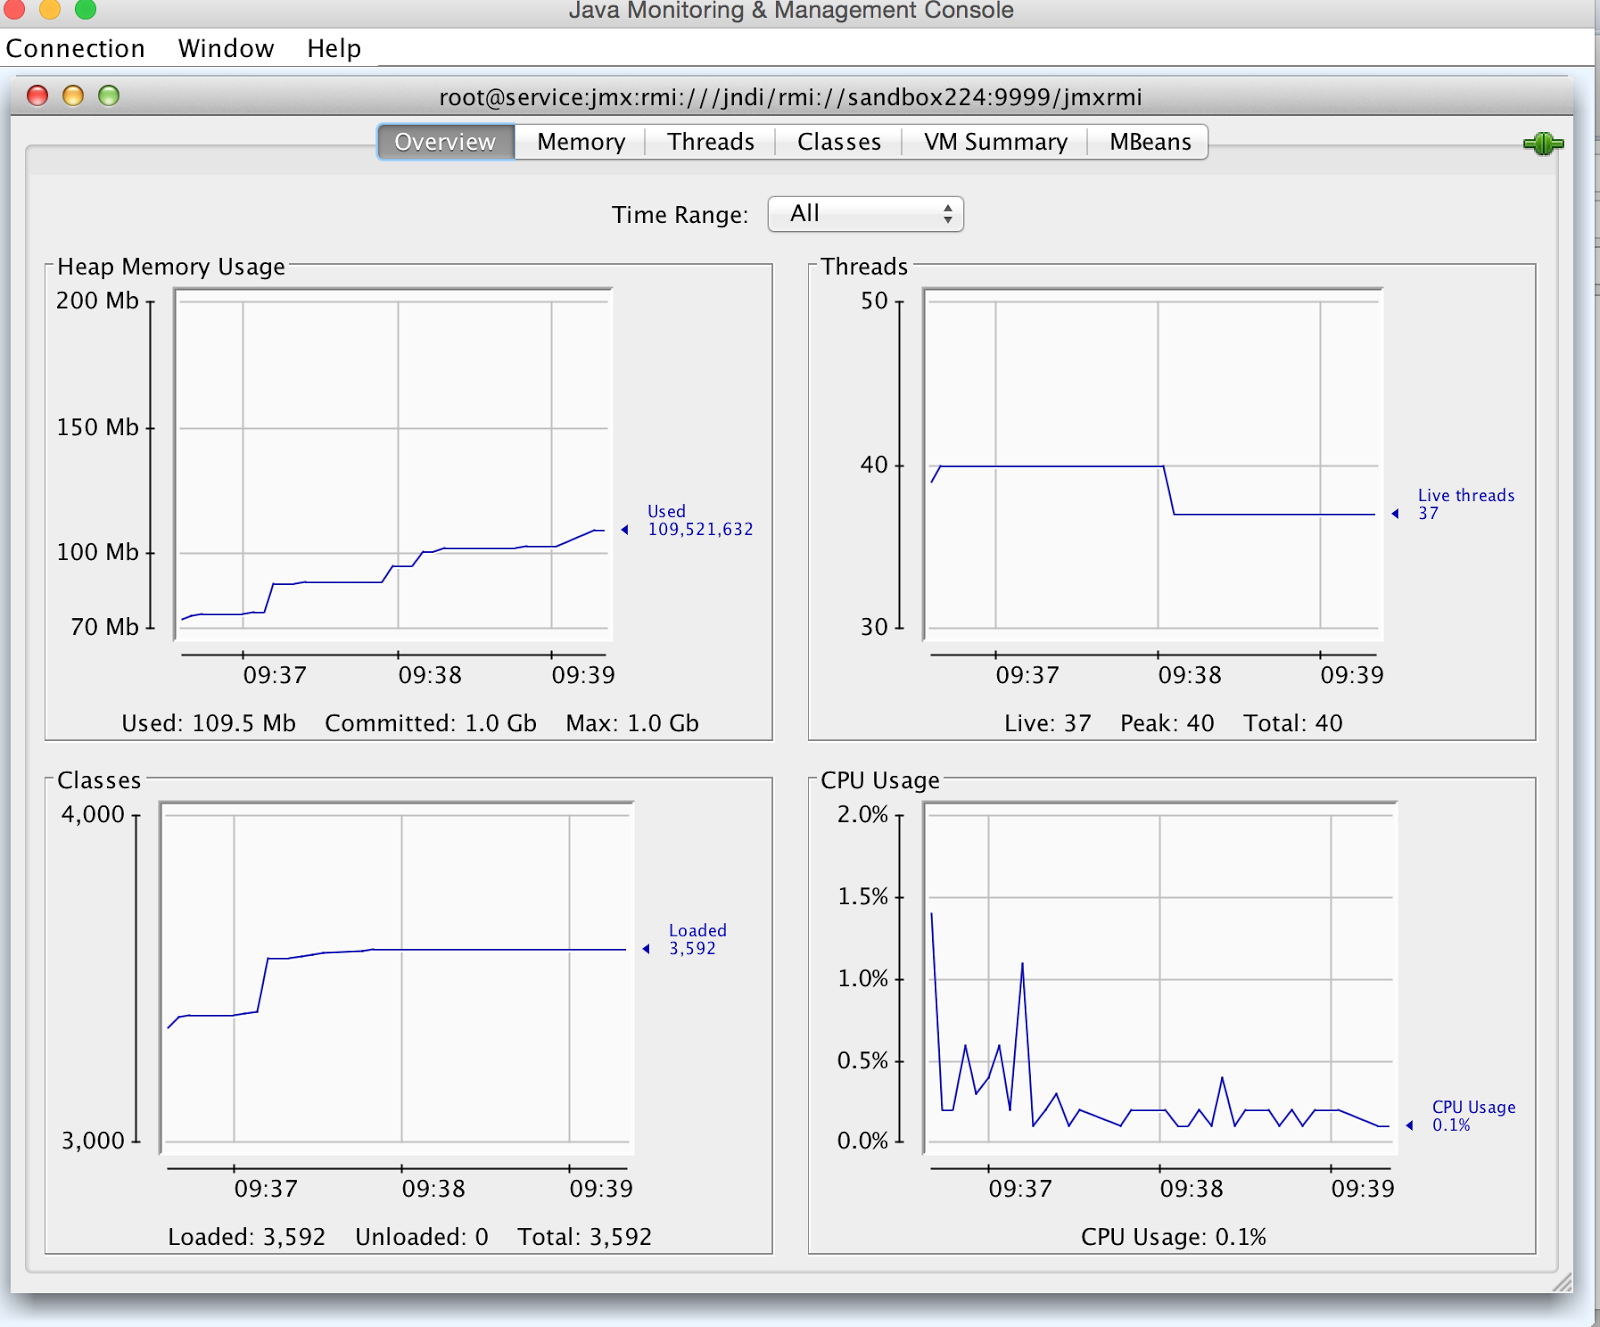 Java Monitoring & Management Console
Connection Window Help
root@service:jmx:rmi:///jndi/rmi://sandbox224:9999/jmxrmi
Overview Memory Threads Classes VM Summary MBeans
Time Range: All
Heap Memory Usage
200 Mb
150 Mb
100 Mb
70 Mb
Used
109,521,632
09:37 09:38 09:39
Used: 109.5 Mb Committed: 1.0 Gb Max: 1.0 Gb
Threads
50
40
30
Live threads
37
09:37 09:38 09:39
Live: 37 Peak: 40 Total: 40
Classes
4,000
3,000
Loaded
3,592
09:37 09:38 09:39
Loaded: 3,592 Unloaded: 0 Total: 3,592
CPU Usage
2.0%
1.5%
1.0%
0.5%
0.0%
CPU Usage
0.1%
09:37 09:38 09:39
CPU Usage: 0.1%